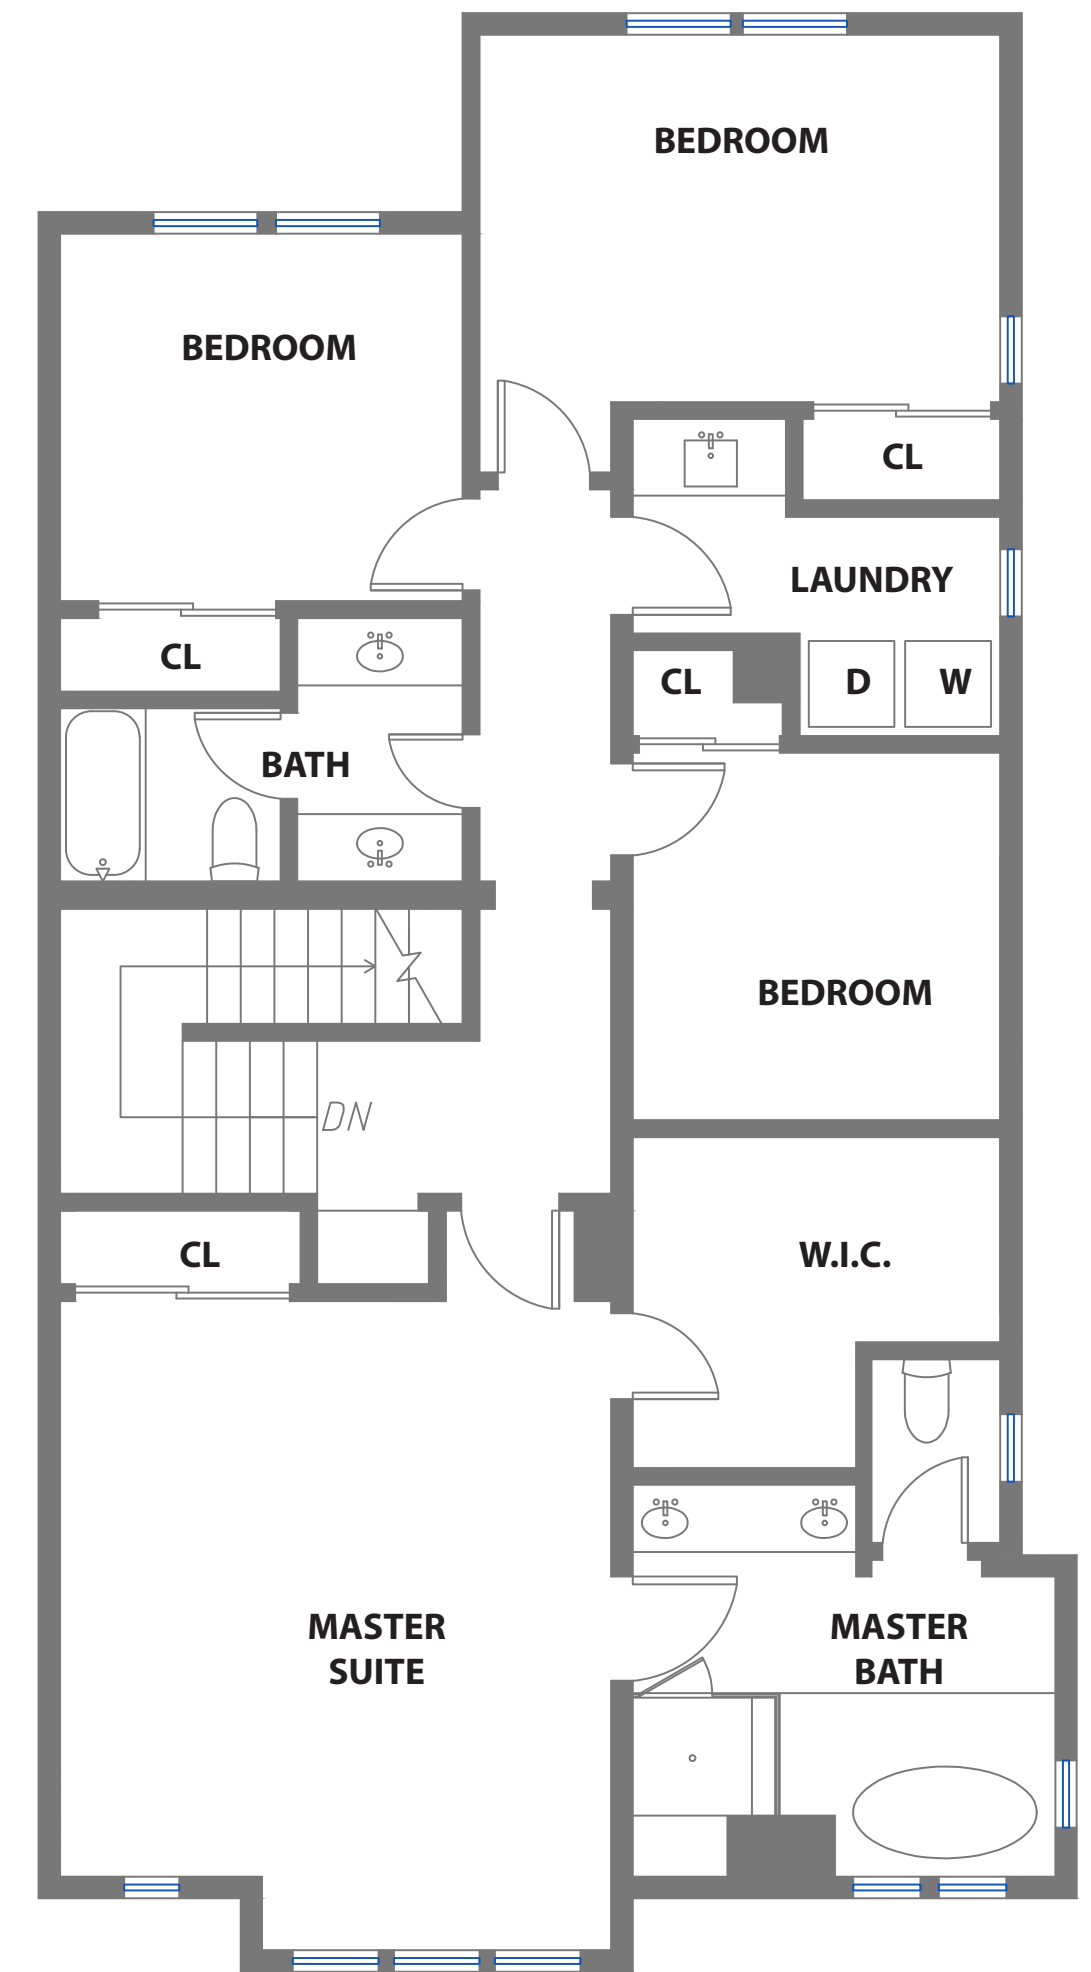 BEDROOM
BEDROOM
CL
LAUNDRY
CL
CL
D
W
BATH
BEDROOM
DN
CL
W.I.C.
MASTER
SUITE
MASTER
BATH